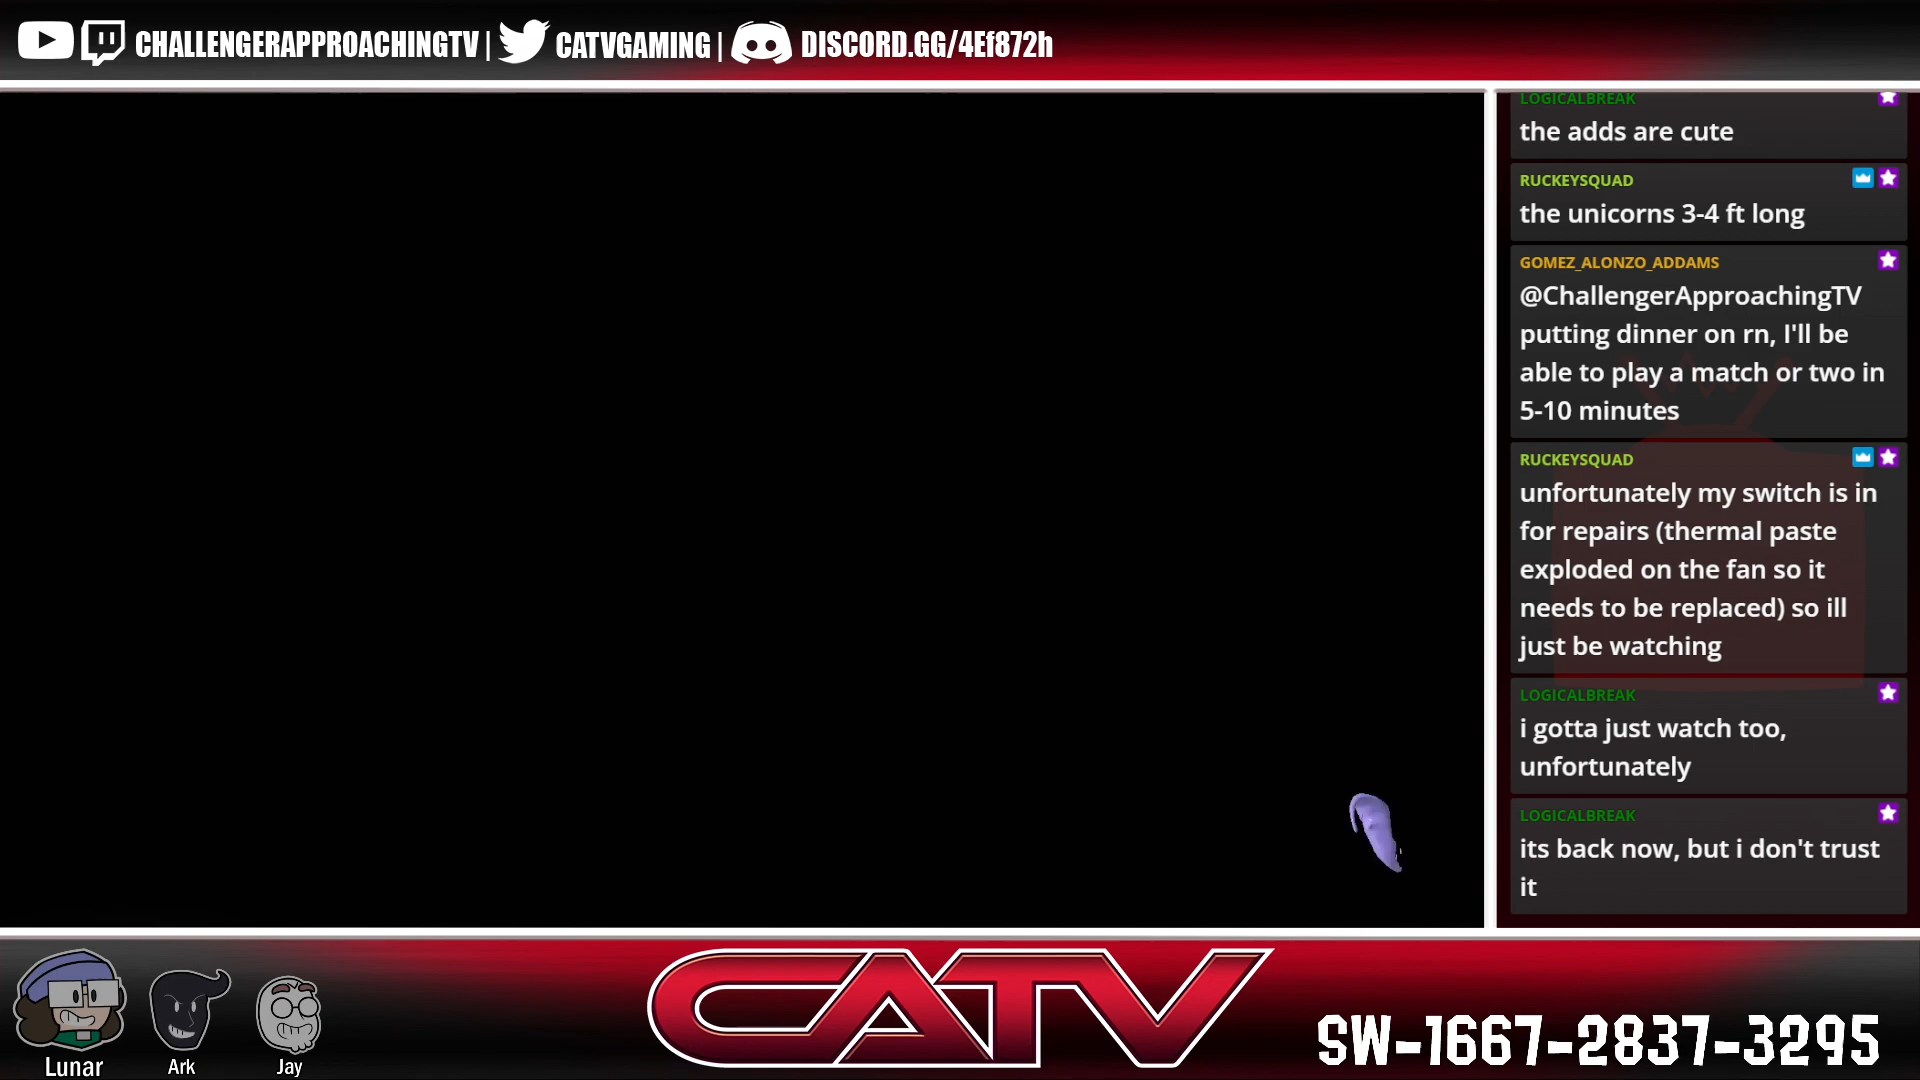 CHALLENGERAPPROACHINGTV | CATVGAMING | DISCORD.GG/4Ef872h
LOGICALBREAK
the adds are cute
RUCKEYSQUAD
the unicorns 3-4 ft long
GOMEZ_ALONZO_ADDAMS
@ChallengerApproachingTV
putting dinner on rn, I'll be
able to play a match or two in
5-10 minutes
RUCKEYSQUAD
unfortunately my switch is in
for repairs (thermal paste
exploded on the fan so it
needs to be replaced) so ill
just be watching
LOGICALBREAK
i gotta just watch too,
unfortunately
LOGICALBREAK
its back now, but i don't trust
it
Lunar
Ark
Jay
CATV
SW-1667-2837-3295